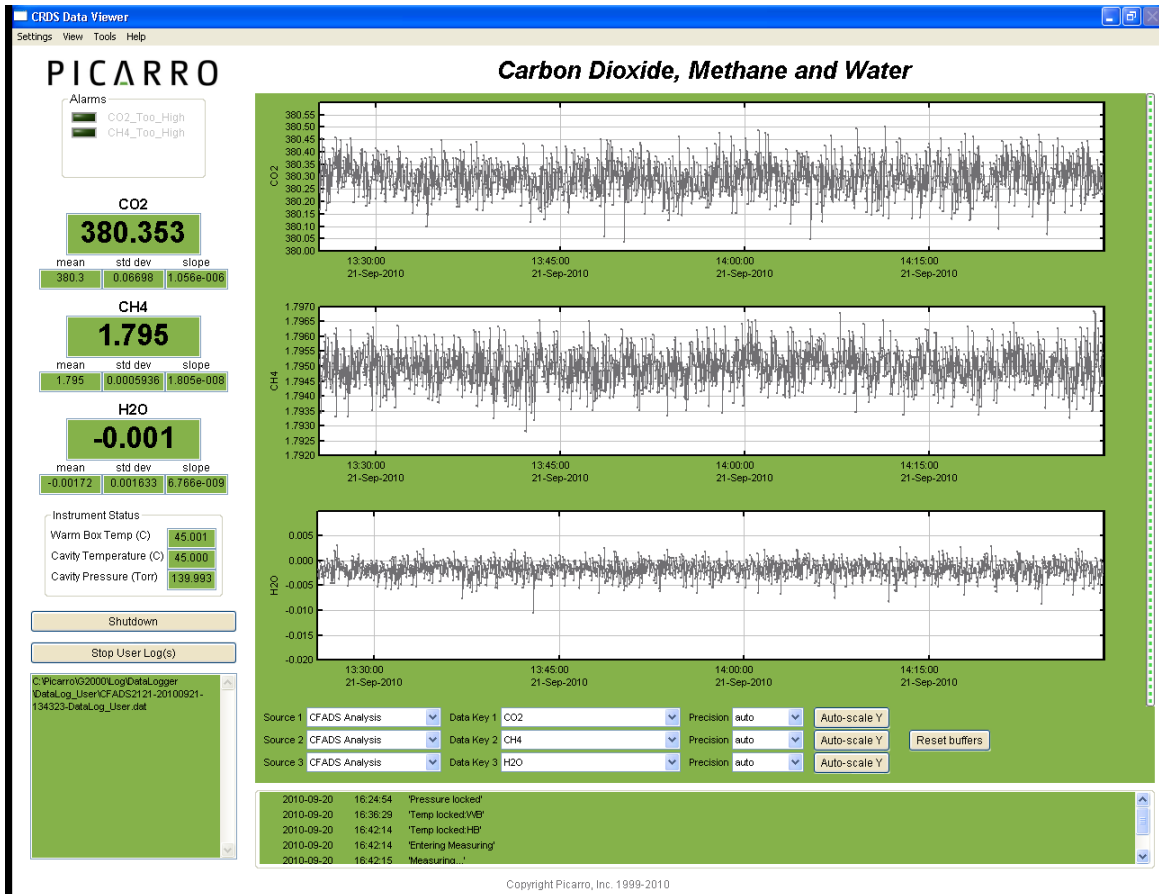 CRDS Data Viewer
Settings View Tools Help
PICARRO
Carbon Dioxide, Methane and Water
Alarms
CO2_Too_High
CH4_Too_High
CO2
380.353
mean std dev slope
380.3 0.06698 1.056e-006
CH4
1.795
mean std dev slope
1.795 0.0005936 1.805e-008
H2O
-0.001
mean std dev slope
-0.00172 0.001633 6.766e-009
Instrument Status
Warm Box Temp (C) 45.001
Cavity Temperature (C) 45.000
Cavity Pressure (Torr) 139.993
Shutdown
Stop User Log(s)
C:\Picarro\G2000\Log\DataLogger
\DataLog_User\CFADS2121-20100921-
134323-DataLog_User.dat
CO2
380.55
380.50
380.45
380.40
380.35
380.30
380.25
380.20
380.15
380.10
380.05
380.00
13:30:00 13:45:00 14:00:00 14:15:00
21-Sep-2010 21-Sep-2010 21-Sep-2010 21-Sep-2010
CH4
1.7970
1.7965
1.7960
1.7955
1.7950
1.7945
1.7940
1.7935
1.7930
1.7925
1.7920
13:30:00 13:45:00 14:00:00 14:15:00
21-Sep-2010 21-Sep-2010 21-Sep-2010 21-Sep-2010
H2O
0.005
0.000
-0.005
-0.010
-0.015
-0.020
13:30:00 13:45:00 14:00:00 14:15:00
21-Sep-2010 21-Sep-2010 21-Sep-2010 21-Sep-2010
Source 1 CFADS Analysis Data Key 1 CO2 Precision auto Auto-scale Y
Source 2 CFADS Analysis Data Key 2 CH4 Precision auto Auto-scale Y Reset buffers
Source 3 CFADS Analysis Data Key 3 H2O Precision auto Auto-scale Y
2010-09-20 16:24:54 'Pressure locked'
2010-09-20 16:36:29 'Temp locked:WB'
2010-09-20 16:42:14 'Temp locked:HB'
2010-09-20 16:42:14 'Entering Measuring'
2010-09-20 16:42:15 'Measuring...'
Copyright Picarro, Inc. 1999-2010